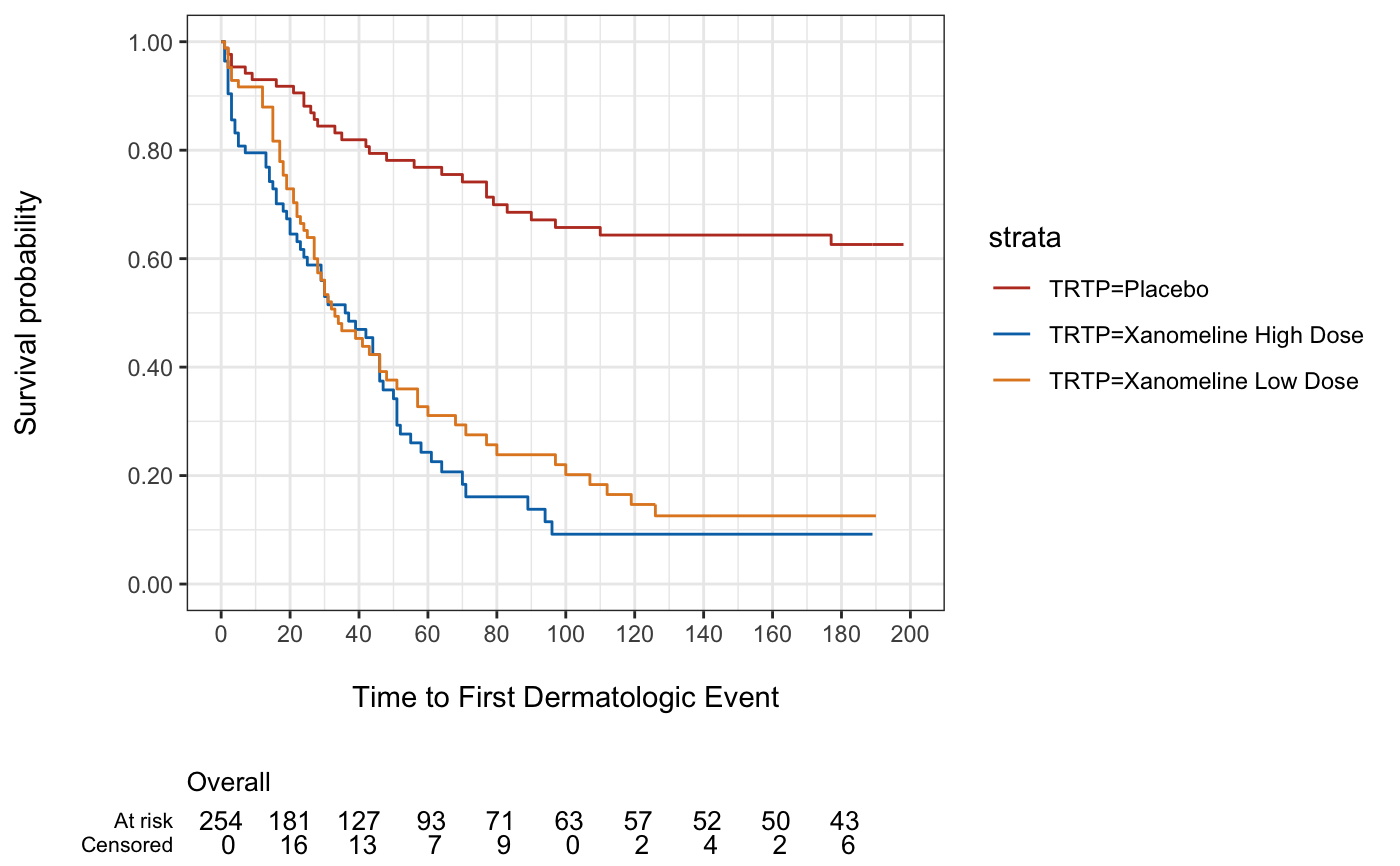 Survival probability
1.00
0.80
0.60
0.40
0.20
0.00
0 20 40 60 80 100 120 140 160 180 200
Time to First Dermatologic Event
strata
TRTP=Placebo
TRTP=Xanomeline High Dose
TRTP=Xanomeline Low Dose
Overall
At risk 254 181 127 93 71 63 57 52 50 43
Censored 0 16 13 7 9 0 2 4 2 6